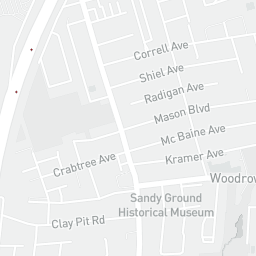 Correll Ave
Shiel Ave
Radigan Ave
Mason Blvd
Mc Baine Ave
Kramer Ave
Crabtree Ave
Woodrow
Sandy Ground
Historical Museum
Clay Pit Rd